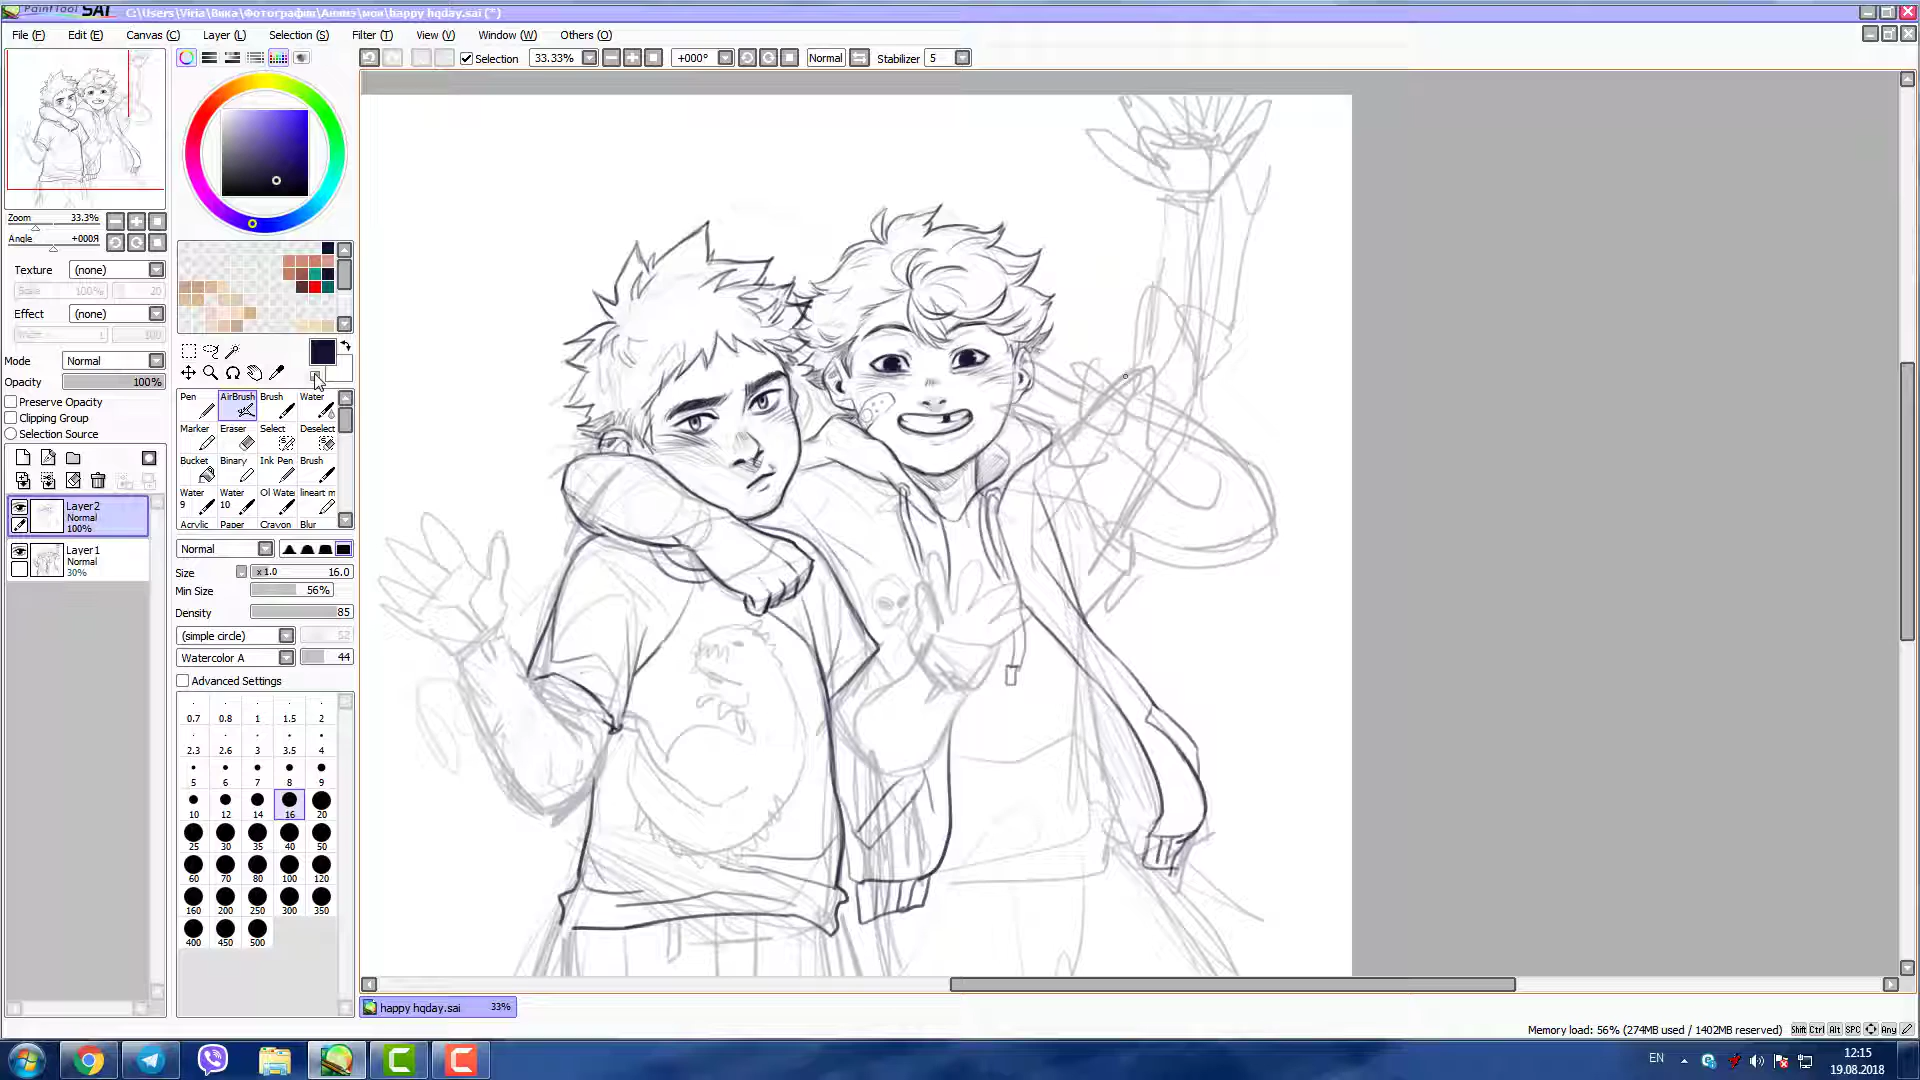 PaintTool SAI C:\Users\Viria\Вика\Фотографии\Анимэ\мои\happy hqday.sai (*)
File (F) Edit (E) Canvas (C) Layer (L) Selection (S) Filter (T) View (V) Window (W) Others (O)
Selection 33.33% +000° Normal Stabilizer 5
Zoom 33.3%
Angle +000Я
Texture (none)
Scale 100% 20
Effect (none)
1 100
Mode Normal
Opacity 100%
Preserve Opacity
Clipping Group
Selection Source
Layer2
Normal
100%
Layer1
Normal
30%
Pen AirBrush Brush Water
Marker Eraser Select Deselect
Bucket Binary Ink Pen Brush
Water 9 Water 10 Ol Wate lineart m
Acrylic Paper Crayon Blur
Normal
Size x 1.0 16.0
Min Size 56%
Density 85
(simple circle) 52
Watercolor A 44
Advanced Settings
0.7 0.8 1 1.5 2
2.3 2.6 3 3.5 4
5 6 7 8 9
10 12 14 16 20
25 30 35 40 50
60 70 80 100 120
160 200 250 300 350
400 450 500
happy hqday.sai 33%
Memory load: 56% (274MB used / 1402MB reserved) Shift Ctrl Alt SPC Any
EN 12:15
19.08.2018